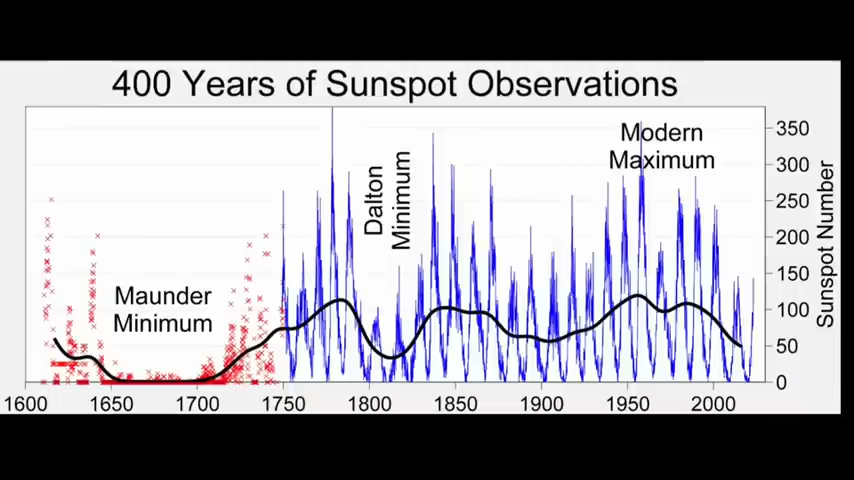 400 Years of Sunspot Observations
Modern
Maximum
Dalton
Minimum
Maunder
Minimum
350
300
250
200
150
100
50
0
Sunspot Number
1600 1650 1700 1750 1800 1850 1900 1950 2000